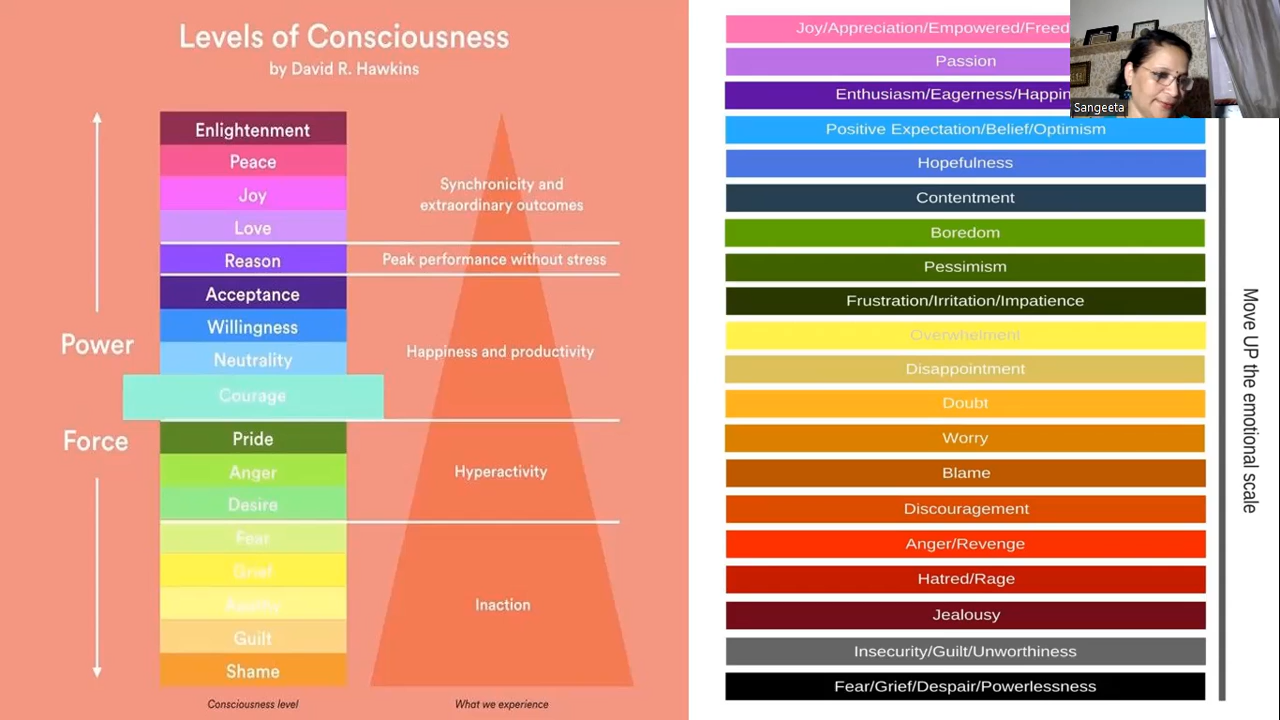 Levels of Consciousness
by David R. Hawkins
Enlightenment
Peace
Joy
Love
Reason
Acceptance
Willingness
Neutrality
Courage
Pride
Anger
Desire
Fear
Grief
Apathy
Guilt
Shame
Power
Force
Synchronicity and
extraordinary outcomes
Peak performance without stress
Happiness and productivity
Hyperactivity
Inaction
Consciousness level
What we experience
Joy/Appreciation/Empowered/Freed
Passion
Enthusiasm/Eagerness/Happin
Positive Expectation/Belief/Optimism
Hopefulness
Contentment
Boredom
Pessimism
Frustration/Irritation/Impatience
Overwhelment
Disappointment
Doubt
Worry
Blame
Discouragement
Anger/Revenge
Hatred/Rage
Jealousy
Insecurity/Guilt/Unworthiness
Fear/Grief/Despair/Powerlessness
Move UP the emotional scale
Sangeeta